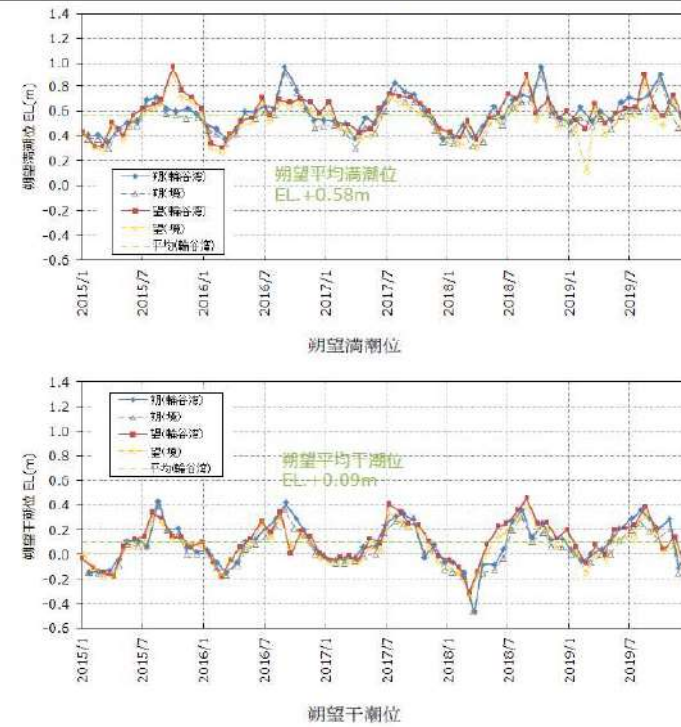 1.4
1.2
1.0
0.8
0.6
0.4
0.2
0.0
-0.2
-0.4
-0.6
朔望満潮位 EL(m)
朔望平均満潮位
EL.+0.58m
朔(輪谷湾)
朔(境)
望(輪谷湾)
望(境)
平均(輪谷湾)
2015/1
2015/7
2016/1
2016/7
2017/1
2017/7
2018/1
2018/7
2019/1
2019/7
朔望満潮位
1.4
1.2
1.0
0.8
0.6
0.4
0.2
0.0
-0.2
-0.4
-0.6
朔望干潮位 EL(m)
朔(輪谷湾)
朔(境)
望(輪谷湾)
望(境)
平均(輪谷湾)
朔望平均干潮位
EL.+0.09m
2015/1
2015/7
2016/1
2016/7
2017/1
2017/7
2018/1
2018/7
2019/1
2019/7
朔望干潮位